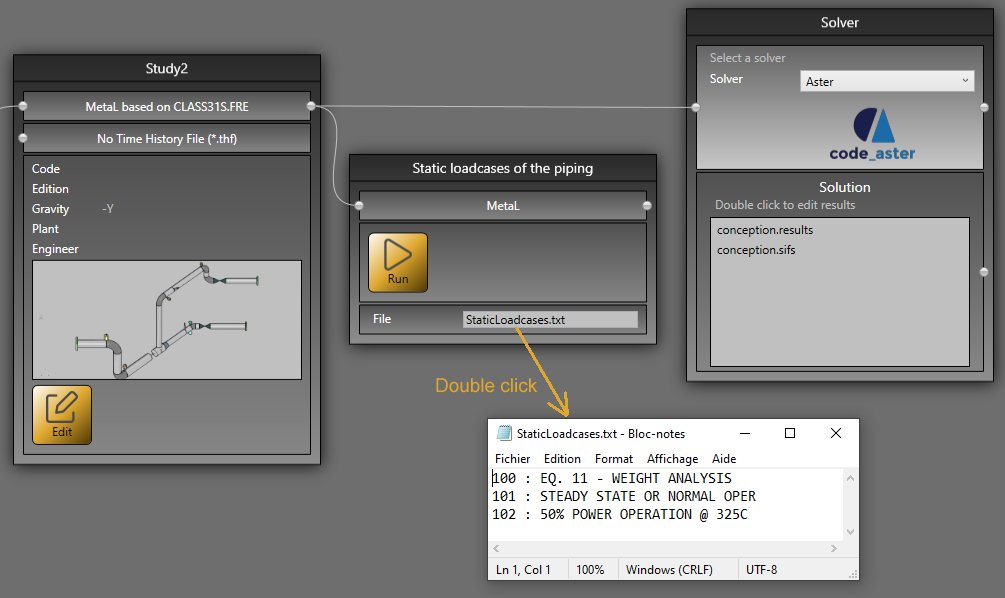 Study2
MetaL based on CLASS31S.FRE
No Time History File (*.thf)
Code
Edition
Gravity -Y
Plant
Engineer
Edit
Static loadcases of the piping
MetaL
Run
File StaticLoadcases.txt
Double click
Solver
Select a solver
Solver Aster
code_aster
Solution
Double click to edit results
conception.results
conception.sifs
StaticLoadcases.txt - Bloc-notes
Fichier Edition Format Affichage Aide
100 : EQ. 11 - WEIGHT ANALYSIS
101 : STEADY STATE OR NORMAL OPER
102 : 50% POWER OPERATION @ 325C
Ln 1, Col 1 100% Windows (CRLF) UTF-8